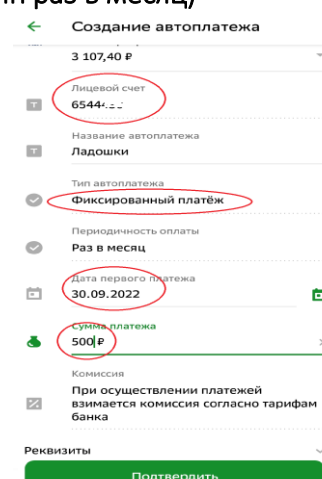 раз в месяц)
Создание автоплатежа
3 107,40 ₽
Лицевой счет
6544
Название автоплатежа
Ладошки
Тип автоплатежа
Фиксированный платёж
Периодичность оплаты
Раз в месяц
Дата первого платежа
30.09.2022
Сумма платежа
500 ₽
Комиссия
При осуществлении платежей
взимается комиссия согласно тарифам
банка
Реквизиты
Подтвердить